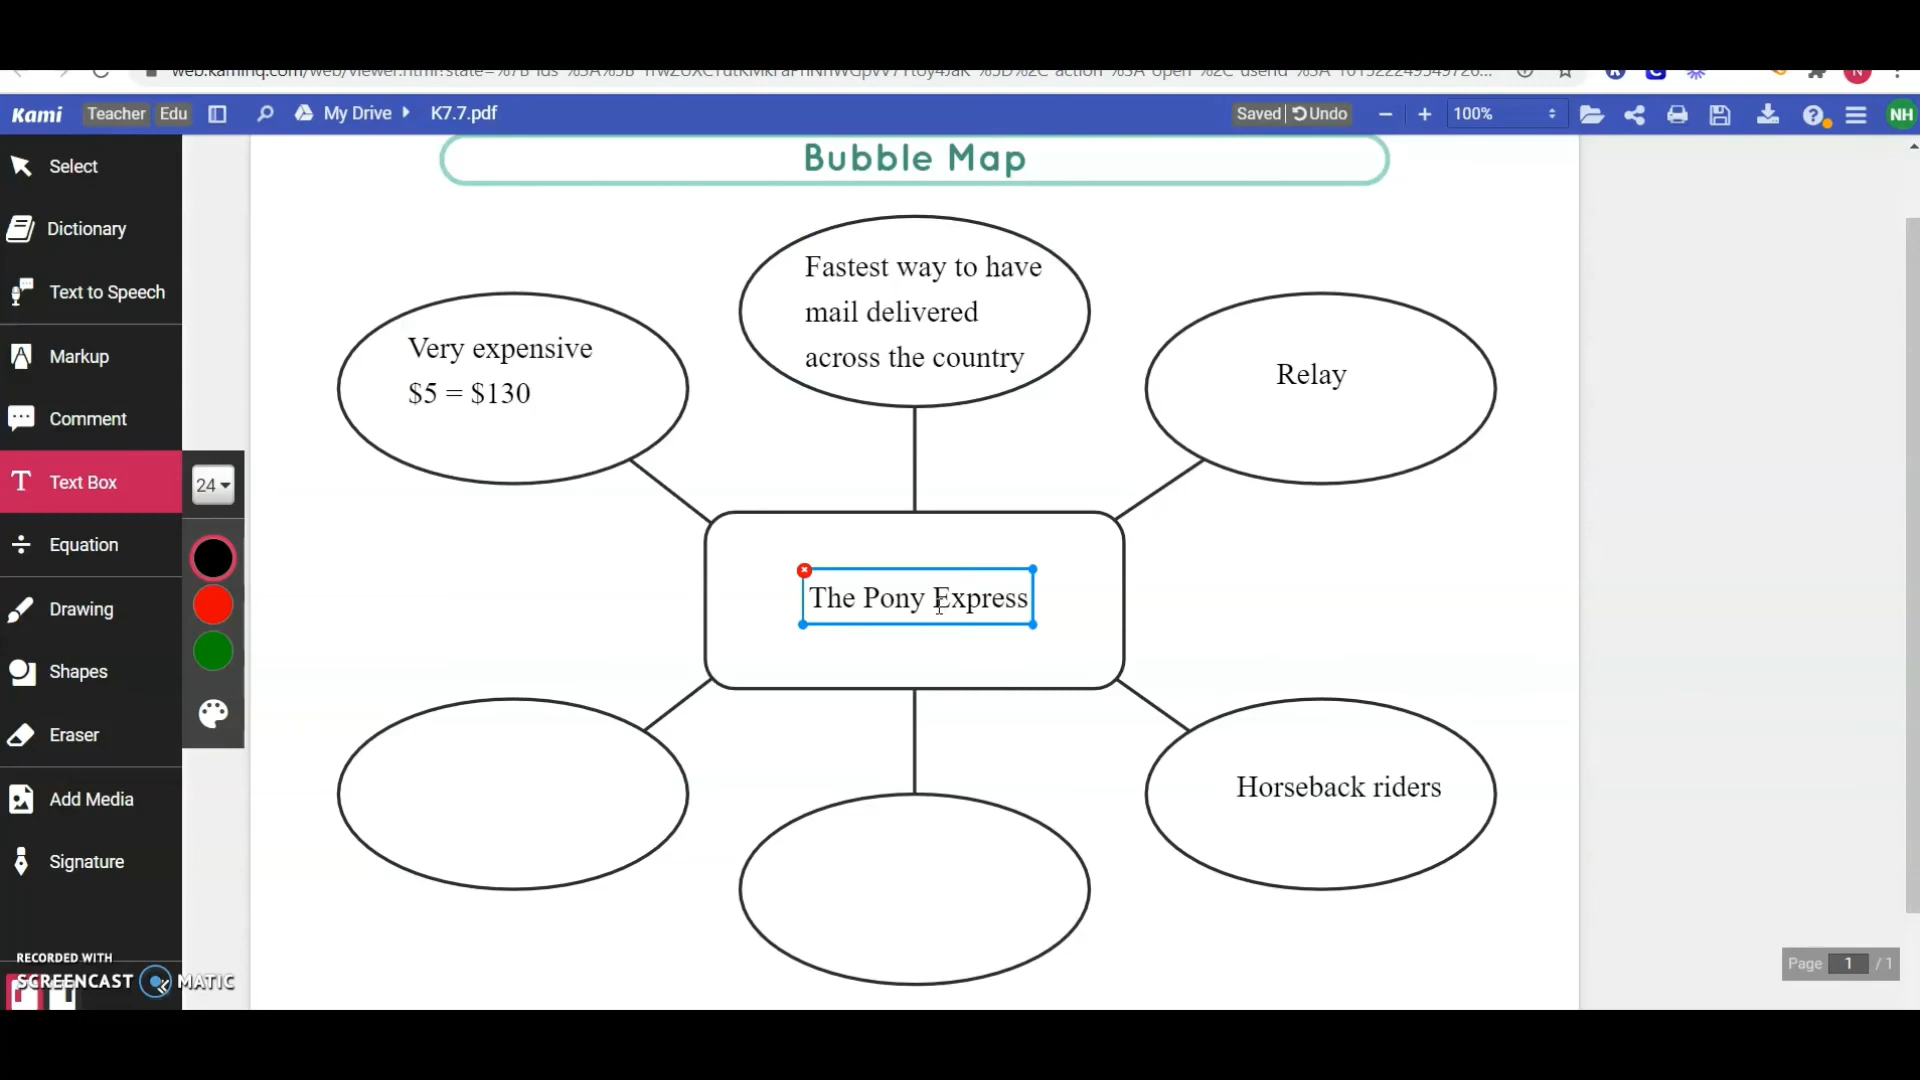 Kami
Teacher
Edu
My Drive
K7.7.pdf
Saved
Undo
100%
NH
Select
Dictionary
Text to Speech
Markup
Comment
Text Box
24
Equation
Drawing
Shapes
Eraser
Add Media
Signature
Bubble Map
Fastest way to have
mail delivered
across the country
Very expensive
$5 = $130
Relay
The Pony Express
Horseback riders
Page 1 / 1
RECORDED WITH
SCREENCAST MATIC